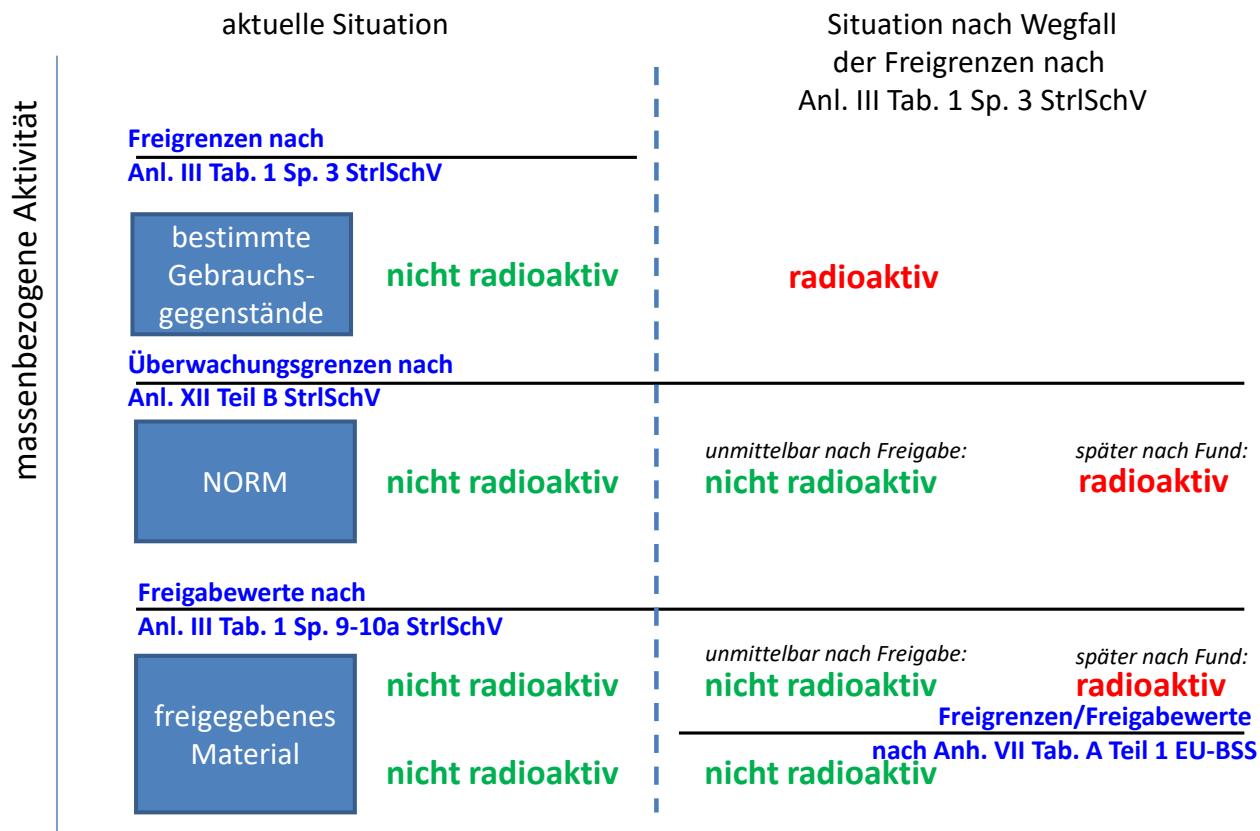 aktuelle Situation
Situation nach Wegfall
der Freigrenzen nach
Anl. III Tab. 1 Sp. 3 StrlSchV
massenbezogene Aktivität
Freigrenzen nach
Anl. III Tab. 1 Sp. 3 StrlSchV
bestimmte
Gebrauchs-
gegenstände
nicht radioaktiv
radioaktiv
Überwachungsgrenzen nach
Anl. XII Teil B StrlSchV
NORM
nicht radioaktiv
unmittelbar nach Freigabe:
nicht radioaktiv
später nach Fund:
radioaktiv
Freigabewerte nach
Anl. III Tab. 1 Sp. 9-10a StrlSchV
freigegebenes
Material
nicht radioaktiv
unmittelbar nach Freigabe:
nicht radioaktiv
später nach Fund:
radioaktiv
Freigrenzen/Freigabewerte
nach Anh. VII Tab. A Teil 1 EU-BSS
nicht radioaktiv
nicht radioaktiv